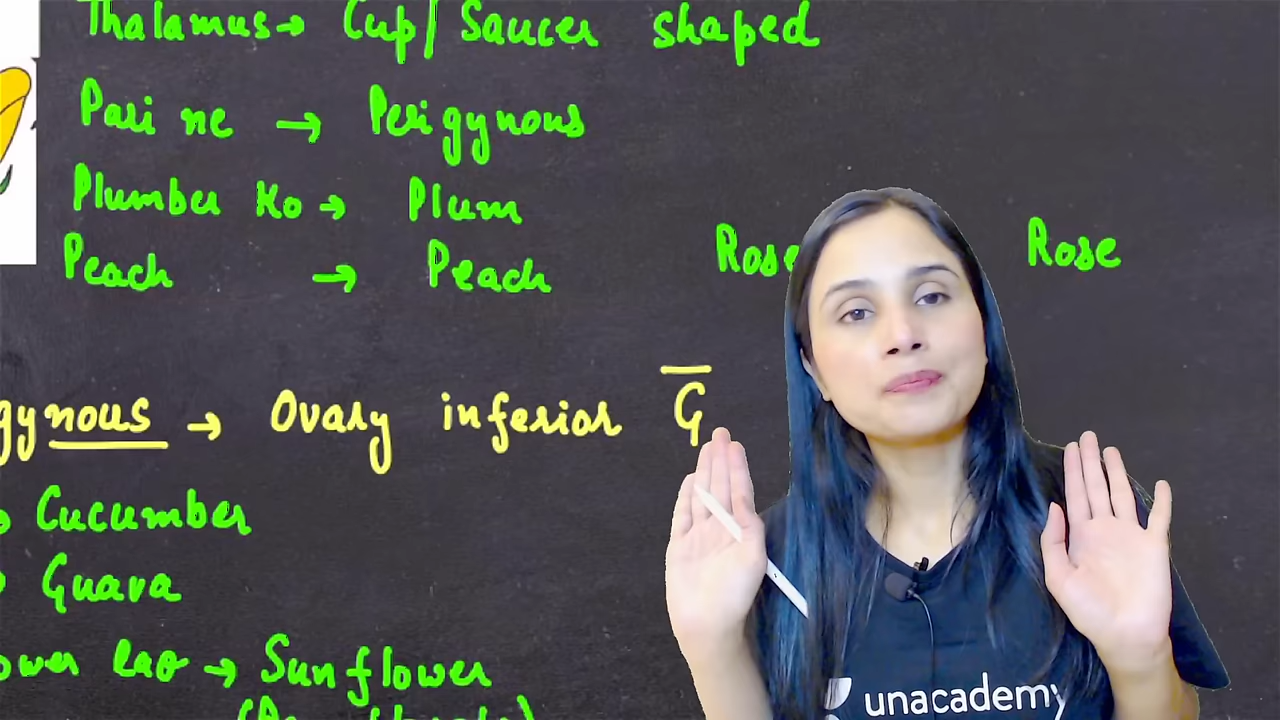 Thalamus → Cup/Saucer shaped
Pari ne → Perigynous
Plumber Ko → Plum
Peach → Peach
Rose Rose
gynous → Ovary inferior G̅
Cucumber
Guava
ower lao → Sunflower
unacademy